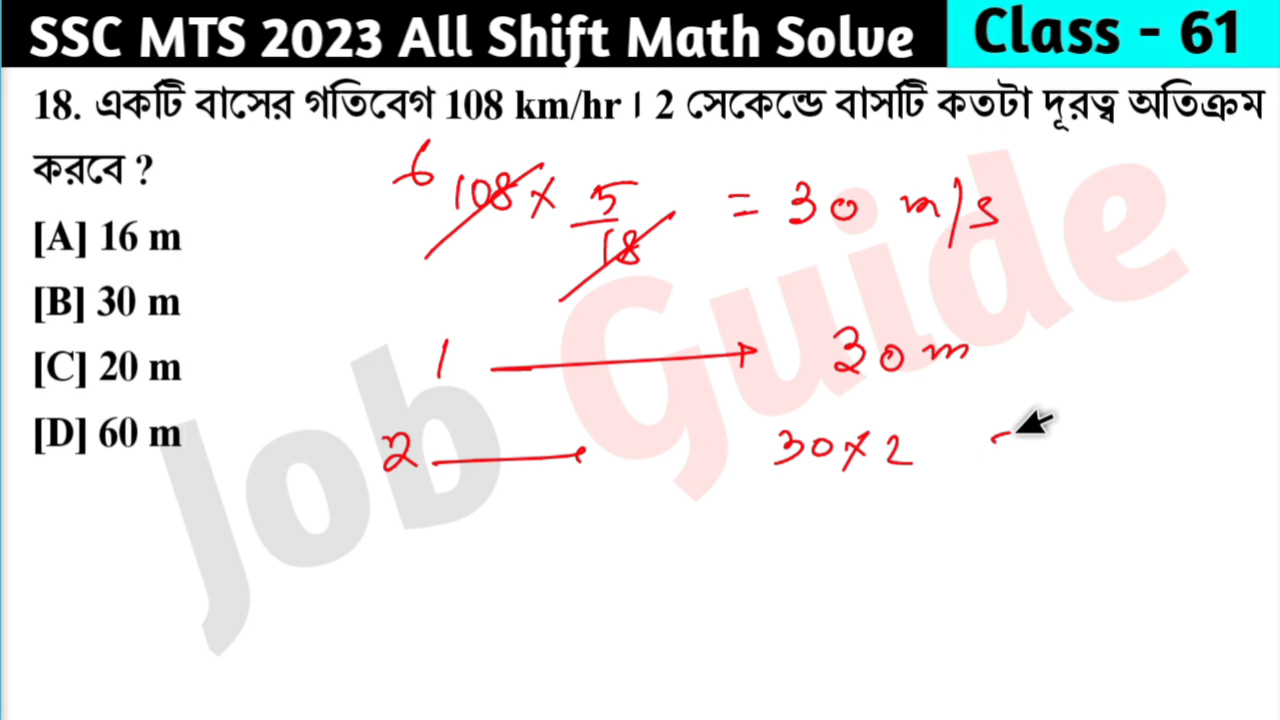 SSC MTS 2023 All Shift Math Solve
Class - 61
18. একটি বাসের গতিবেগ 108 km/hr । 2 সেকেন্ডে বাসটি কতটা দূরত্ব অতিক্রম
করবে ?
[A] 16 m
[B] 30 m
[C] 20 m
[D] 60 m
6
108 × 5/18 = 30 m/s
1 → 30 m
2 — 30 × 2
Job Guide